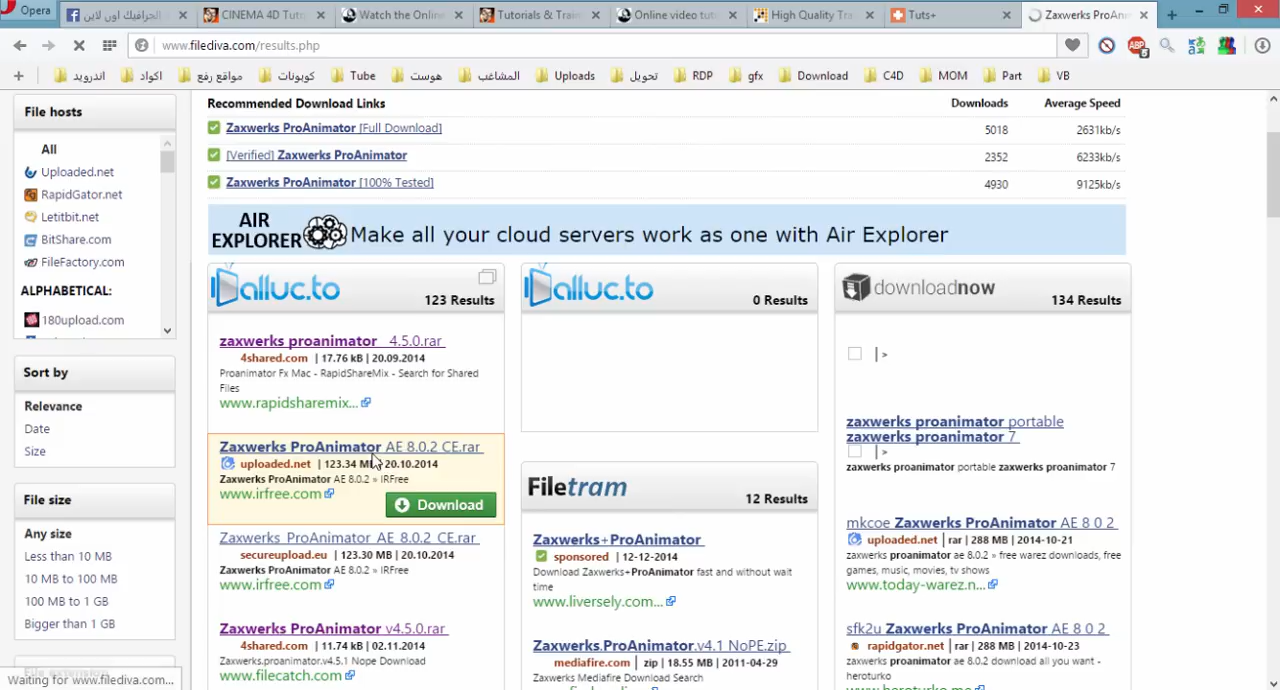 Opera
الجرافيك اون لاين
CINEMA 4D Tuto
Watch the Onlin
Tutorials & Train
Online video tut
High Quality Tra
Tuts+
Zaxwerks ProAnim
www.filediva.com/results.php
ABP
5
اندرويد
اكواد
مواقع رفع
كوبونات
Tube
هوست
المشاغب
Uploads
تحويل
RDP
gfx
Download
C4D
MOM
Part
VB
File hosts
All
Uploaded.net
RapidGator.net
Letitbit.net
BitShare.com
FileFactory.com
ALPHABETICAL:
180upload.com
Sort by
Relevance
Date
Size
File size
Any size
Less than 10 MB
10 MB to 100 MB
100 MB to 1 GB
Bigger than 1 GB
Waiting for www.filediva.com...
Recommended Download Links Downloads Average Speed
Zaxwerks ProAnimator [Full Download] 5018 2631kb/s
[Verified] Zaxwerks ProAnimator 2352 6233kb/s
Zaxwerks ProAnimator [100% Tested] 4930 9125kb/s
AIR
EXPLORER Make all your cloud servers work as one with Air Explorer
alluc.to
123 Results
zaxwerks proanimator 4.5.0.rar
4shared.com | 17.76 kB | 20.09.2014
Proanimator Fx Mac - RapidShareMix - Search for Shared
Files
www.rapidsharemix...
Zaxwerks ProAnimator AE 8.0.2 CE.rar
uploaded.net | 123.34 MB | 20.10.2014
Zaxwerks ProAnimator AE 8.0.2 » IRFree
www.irfree.com
Download
Zaxwerks ProAnimator AE 8.0.2 CE.rar
secureupload.eu | 123.30 MB | 20.10.2014
Zaxwerks ProAnimator AE 8.0.2 » IRFree
www.irfree.com
Zaxwerks ProAnimator v4.5.0.rar
4shared.com | 11.74 kB | 02.11.2014
Zaxwerks.proanimator.v4.5.1 Nope Download
www.filecatch.com
alluc.to
0 Results
Filetram
12 Results
Zaxwerks+ProAnimator
sponsored | 12-12-2014
Download Zaxwerks+ProAnimator fast and without wait
time
www.liversely.com...
Zaxwerks.ProAnimator.v4.1 NoPE.zip
mediafire.com | zip | 18.55 MB | 2011-04-29
Zaxwerks Mediafire Download Search
downloadnow
134 Results
| >
zaxwerks proanimator portable
zaxwerks proanimator 7
| >
zaxwerks proanimator portable zaxwerks proanimator 7
mkcoe Zaxwerks ProAnimator AE 8 0 2
uploaded.net | rar | 288 MB | 2014-10-21
zaxwerks proanimator ae 8.0.2 » free warez downloads, free
games, music, movies, tv shows
www.today-warez.n...
sfk2u Zaxwerks ProAnimator AE 8 0 2
rapidgator.net | rar | 288 MB | 2014-10-23
zaxwerks proanimator ae 8.0.2 download all you want -
heroturko